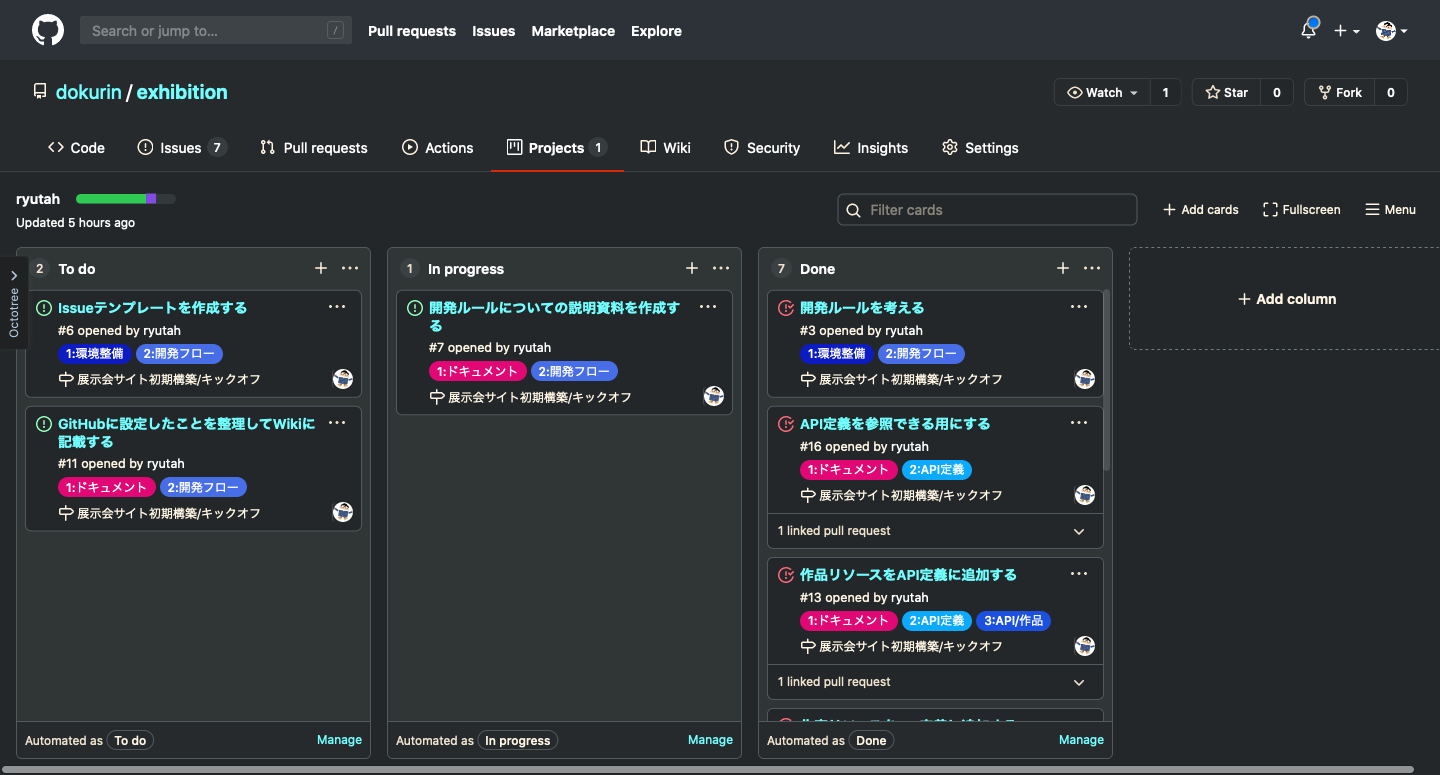 Search or jump to...
/
Pull requests
Issues
Marketplace
Explore
dokurin / exhibition
Watch
1
Star
0
Fork
0
Code
Issues 7
Pull requests
Actions
Projects 1
Wiki
Security
Insights
Settings
ryutah
Updated 5 hours ago
Filter cards
Add cards
Fullscreen
Menu
Octotree
2 To do
Issueテンプレートを作成する
#6 opened by ryutah
1:環境整備 2:開発フロー
展示会サイト初期構築/キックオフ
GitHubに設定したことを整理してWikiに
記載する
#11 opened by ryutah
1:ドキュメント 2:開発フロー
展示会サイト初期構築/キックオフ
Automated as To do
Manage
1 In progress
開発ルールについての説明資料を作成す
る
#7 opened by ryutah
1:ドキュメント 2:開発フロー
展示会サイト初期構築/キックオフ
Automated as In progress
Manage
7 Done
開発ルールを考える
#3 opened by ryutah
1:環境整備 2:開発フロー
展示会サイト初期構築/キックオフ
API定義を参照できる用にする
#16 opened by ryutah
1:ドキュメント 2:API定義
展示会サイト初期構築/キックオフ
1 linked pull request
作品リソースをAPI定義に追加する
#13 opened by ryutah
1:ドキュメント 2:API定義 3:API/作品
展示会サイト初期構築/キックオフ
1 linked pull request
Automated as Done
Manage
Add column